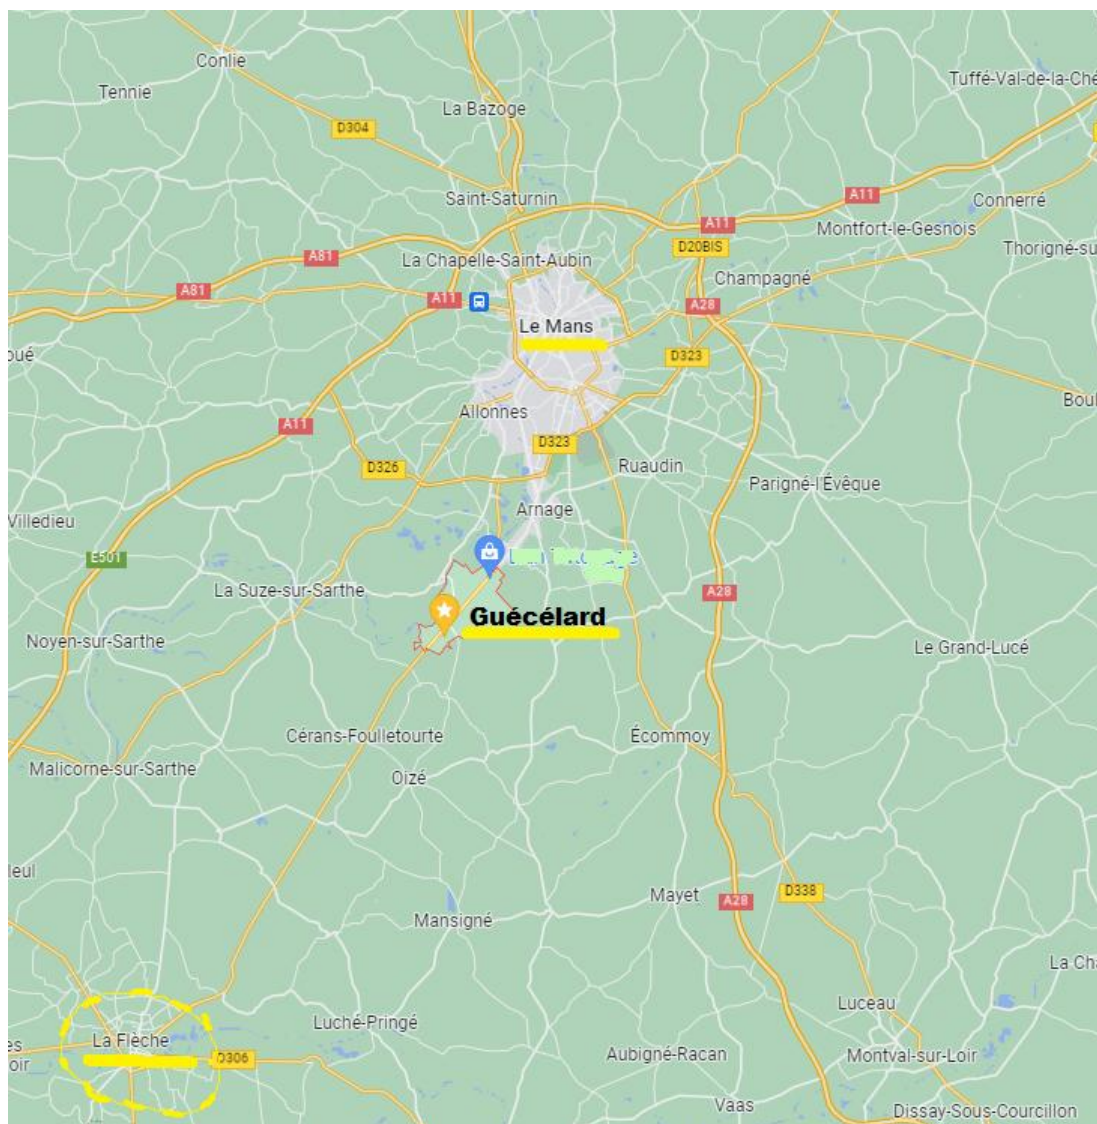 Conlie
Tennie
Tuffé-Val-de-la-Ché
La Bazoge
D304
Saint-Saturnin
A11
Connerré
A11
Montfort-le-Gesnois
D20BIS
Thorigné-su
A81
La Chapelle-Saint-Aubin
Champagné
A81
A11
A28
Le Mans
oué
D323
Boul
Allonnes
A11
D323
D326
Ruaudin
Parigné-l'Évêque
Arnage
Villedieu
E501
La Suze-sur-Sarthe
A28
Guécélard
Noyen-sur-Sarthe
Le Grand-Lucé
Cérans-Foulletourte
Écommoy
Malicorne-sur-Sarthe
Oizé
leul
Mayet
D338
A28
Mansigné
La Cha
Luceau
Luché-Pringé
La Flèche
es
oir
D306
Aubigné-Racan
Montval-sur-Loir
Vaas
Dissay-Sous-Courcillon